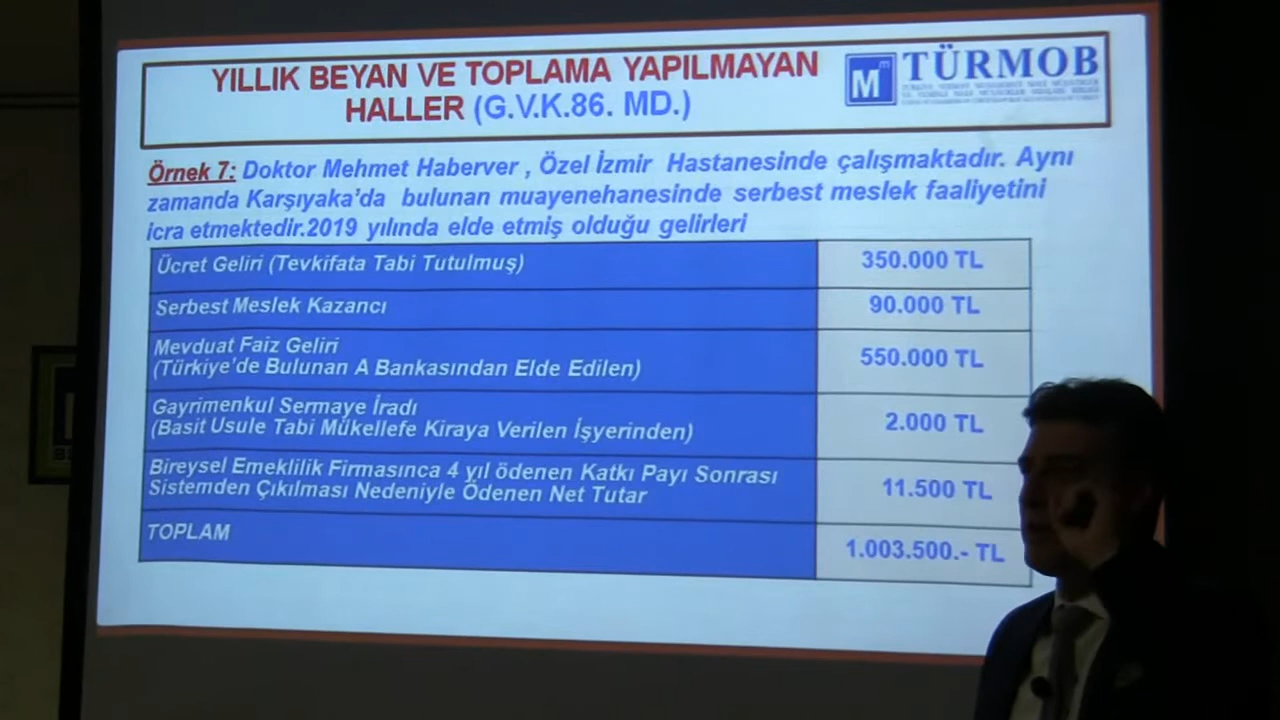 YILLIK BEYAN VE TOPLAMA YAPILMAYAN
HALLER (G.V.K.86. MD.)
M m
TÜRMOB
Örnek 7: Doktor Mehmet Haberver , Özel İzmir Hastanesinde çalışmaktadır. Aynı
zamanda Karşıyaka’da bulunan muayenehanesinde serbest meslek faaliyetini
icra etmektedir.2019 yılında elde etmiş olduğu gelirleri
Ücret Geliri (Tevkifata Tabi Tutulmuş) 350.000 TL
Serbest Meslek Kazancı 90.000 TL
Mevduat Faiz Geliri
(Türkiye’de Bulunan A Bankasından Elde Edilen) 550.000 TL
Gayrimenkul Sermaye İradı
(Basit Usule Tabi Mükellefe Kiraya Verilen İşyerinden) 2.000 TL
Bireysel Emeklilik Firmasınca 4 yıl ödenen Katkı Payı Sonrası
Sistemden Çıkılması Nedeniyle Ödenen Net Tutar 11.500 TL
TOPLAM 1.003.500.- TL